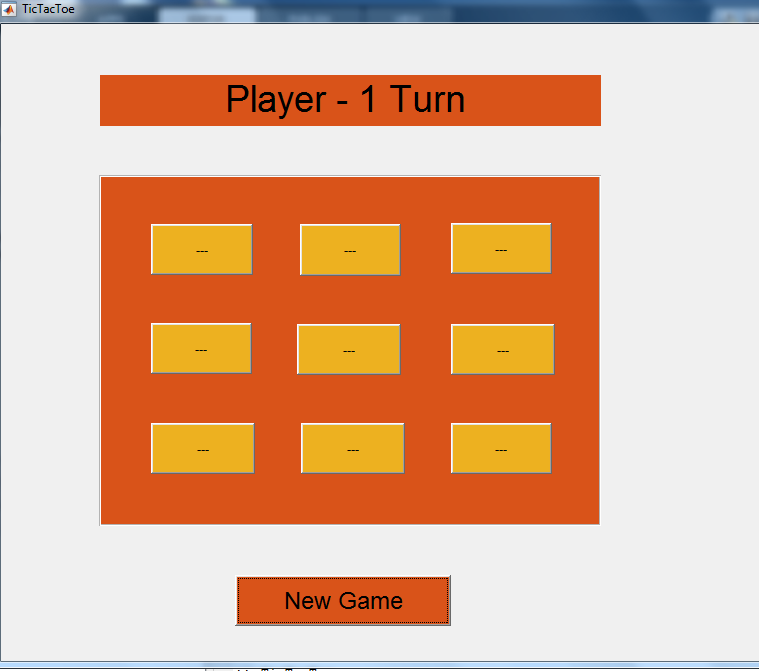 TicTacToe
Player - 1 Turn
--- --- ---
--- --- ---
--- --- ---
New Game